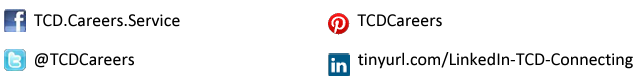 TCD.Careers.Service
TCDCareers
@TCDCareers
tinyurl.com/LinkedIn-TCD-Connecting